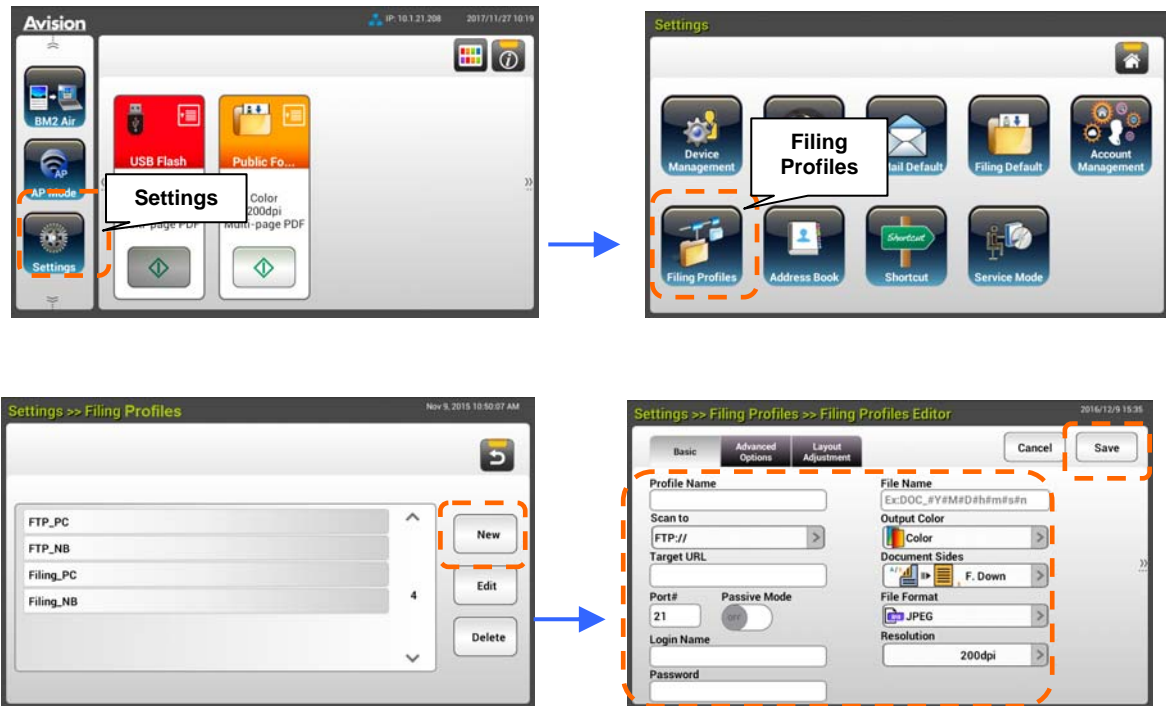 Avision
IP: 10.1.21.208
2017/11/27 10:19
BM2 Air
AP
AP Mode
Settings
USB Flash
Public Fo...
Settings
Color
200dpi
page PDF
Multi-page PDF
Settings
Device
Management
Filing
Profiles
ail Default
Filing Default
Account
Management
Filing Profiles
Address Book
Shortcut
Shortcut
Service Mode
Settings >> Filing Profiles
Nov 9, 2015 10:50:07 AM
FTP_PC
FTP_NB
Filing_PC
Filing_NB
4
New
Edit
Delete
Settings >> Filing Profiles >> Filing Profiles Editor
2016/12/9 15:35
Basic
Advanced
Options
Layout
Adjustment
Cancel
Save
Profile Name
Scan to
FTP://
Target URL
Port#
Passive Mode
21
OFF
Login Name
Password
File Name
Ex:DOC_#Y#M#D#h#m#s#n
Output Color
Color
Document Sides
F. Down
File Format
JPEG
Resolution
200dpi